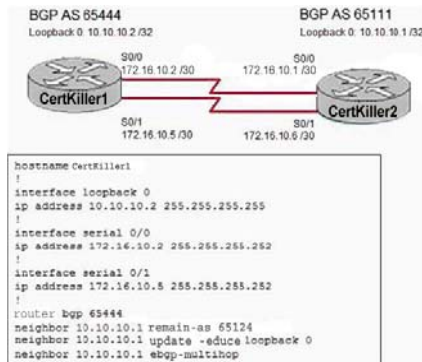 BGP AS 65444
Loopback 0: 10.10.10.2 /32
BGP AS 65111
Loopback 0: 10.10.10.1 /32
S0/0
172.16.10.2 /30
S0/0
172.16.10.1 /30
CertKiller1
CertKiller2
S0/1
172.16.10.5 /30
S0/1
172.16.10.6 /30
hostname CertKiller1
!
interface loopback 0
ip address 10.10.10.2 255.255.255.255
!
interface serial 0/0
ip address 172.16.10.2 255.255.255.252
!
interface serial 0/1
ip address 172.16.10.5 255.255.255.252
!
router bgp 65444
neighbor 10.10.10.1 remain-as 65124
neighbor 10.10.10.1 update -educe loopback 0
neighbor 10.10.10.1 ebgp-multihop